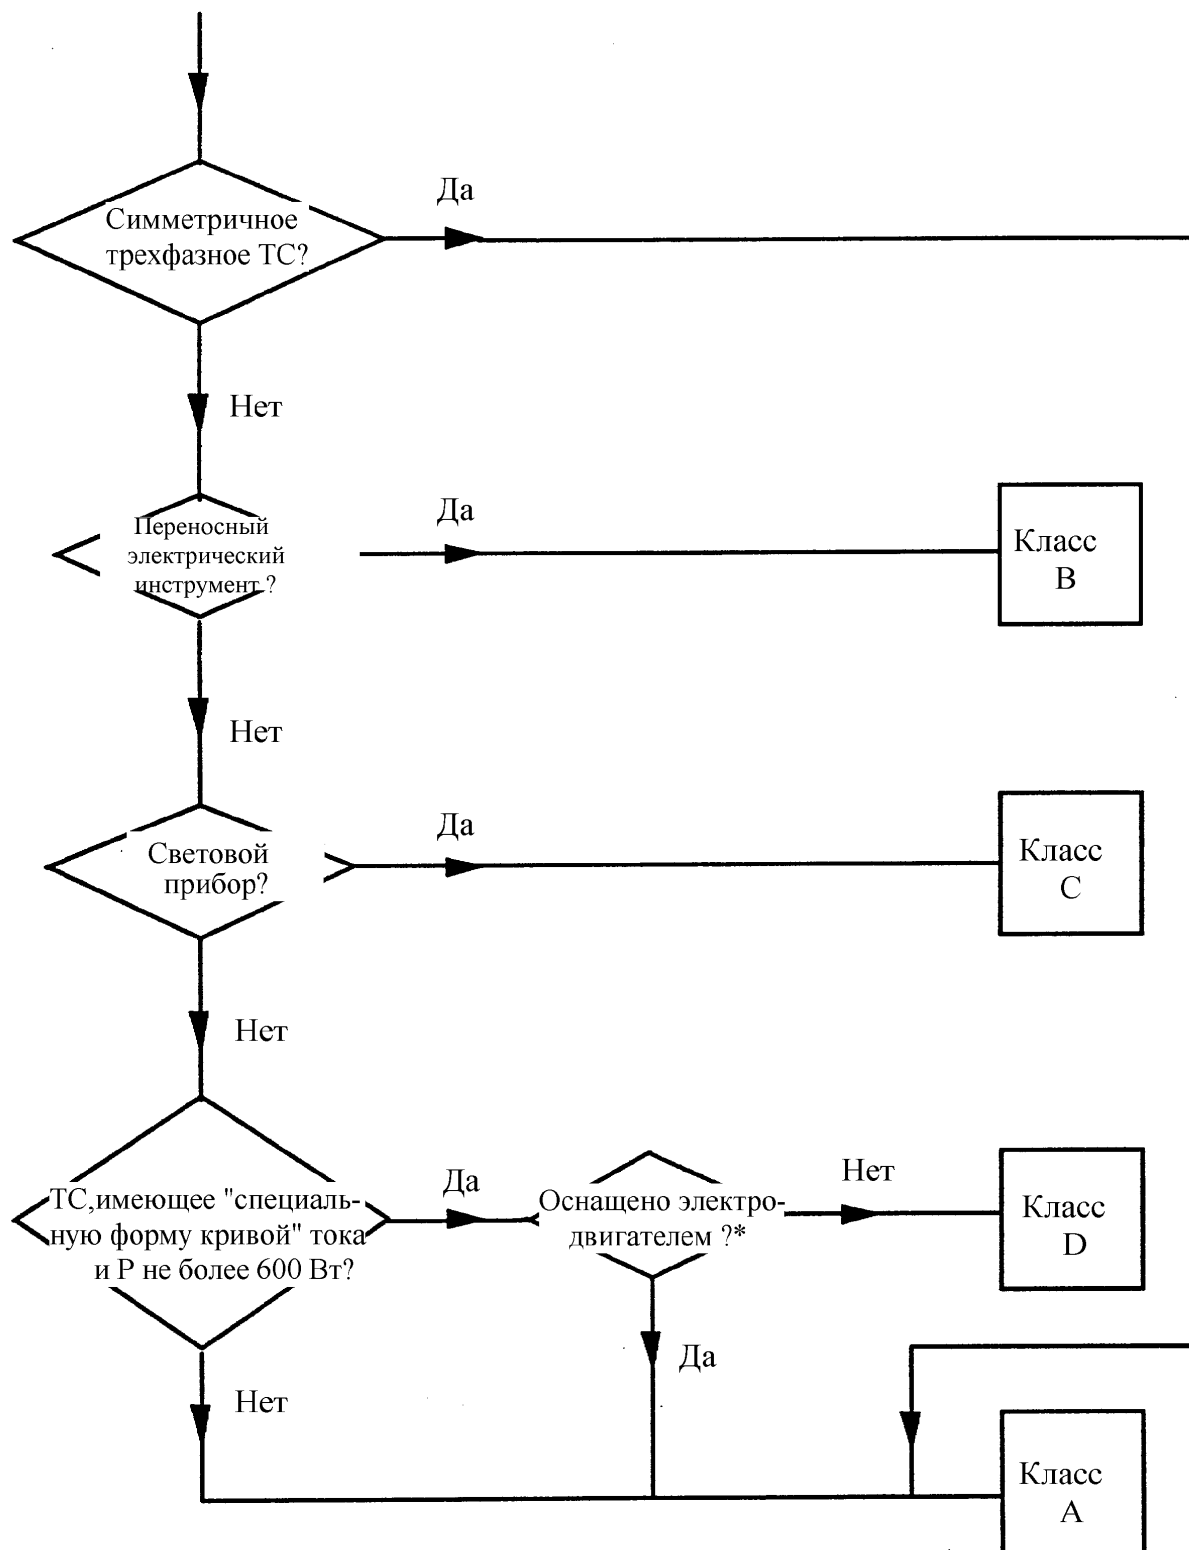 Да
Симметричное
трехфазное ТС?
Нет
Да
Переносный
электрический
инструмент ?
Класс
B
Нет
Да
Световой
прибор?
Класс
C
Нет
ТС,имеющее "специаль-
ную форму кривой" тока
и P не более 600 Вт?
Да
Оснащено электро-
двигателем ?*
Нет
Класс
D
Да
Нет
Класс
A